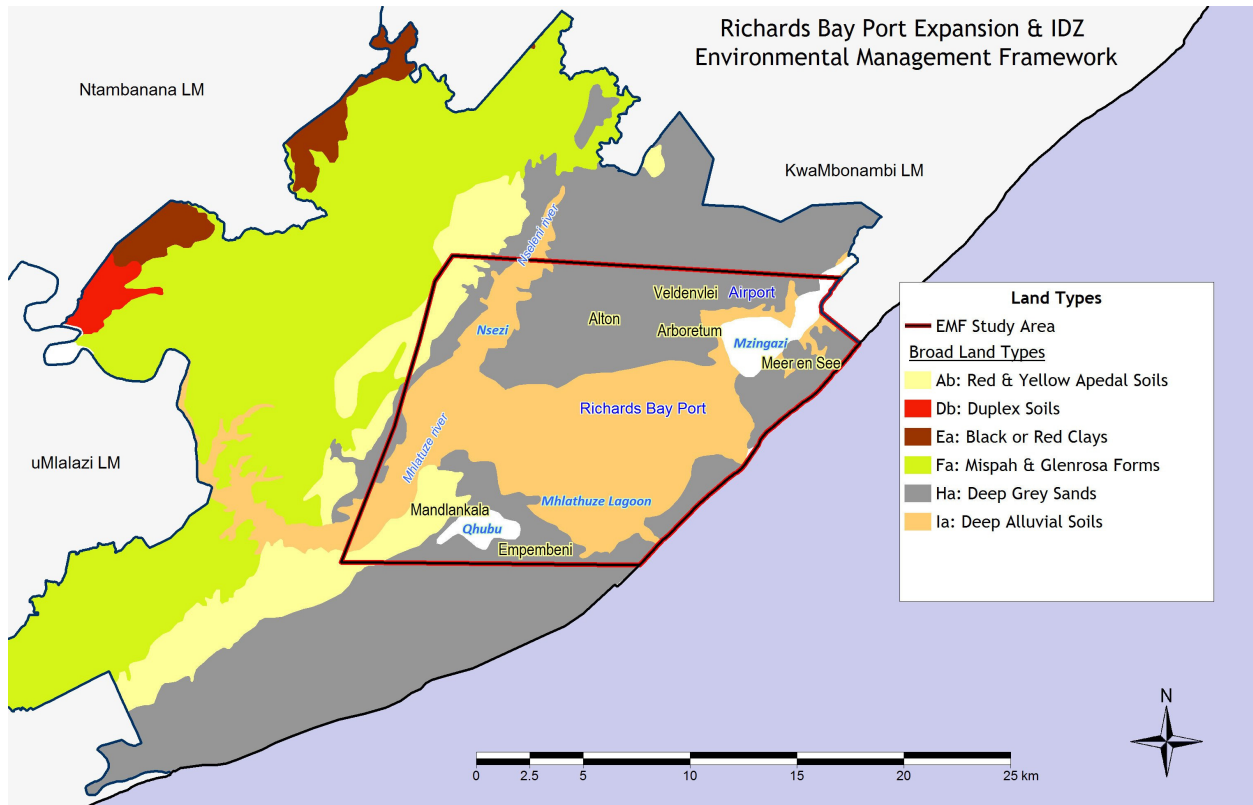 Richards Bay Port Expansion & IDZ
Environmental Management Framework
Ntambanana LM
KwaMbonambi LM
uMlalazi LM
Nseleni river
Veldenvlei
Airport
Alton
Nsezi
Arboretum
Mzingazi
Meer en See
Richards Bay Port
Mhlatuze river
Mandlankala
Mhlathuze Lagoon
Qhubu
Empembeni
Land Types
EMF Study Area
Broad Land Types
Ab: Red & Yellow Apedal Soils
Db: Duplex Soils
Ea: Black or Red Clays
Fa: Mispah & Glenrosa Forms
Ha: Deep Grey Sands
Ia: Deep Alluvial Soils
N
0 2.5 5 10 15 20 25 km